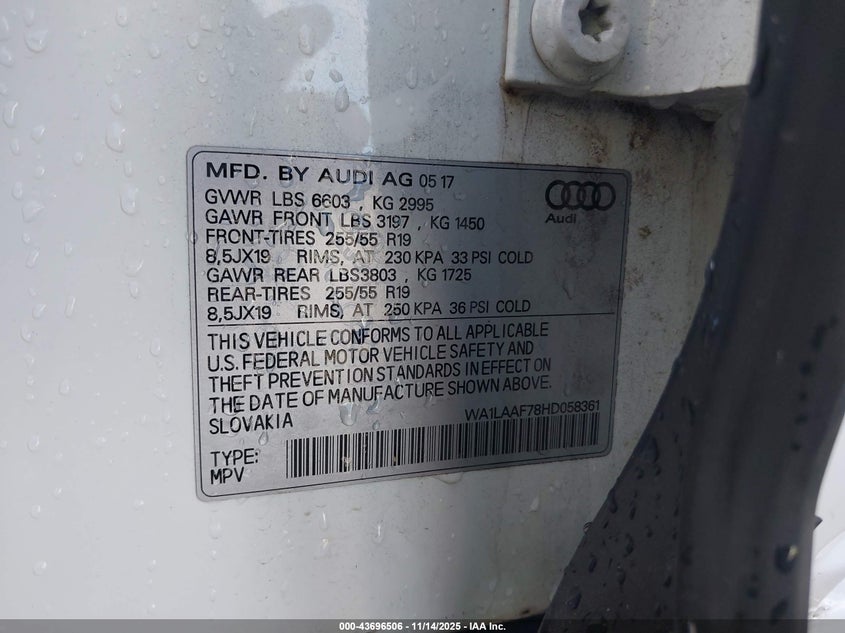 MFD. BY AUDI AG 05 17
GVWR LBS 6603 , KG 2995
GAWR FRONT LBS 3197 , KG 1450
FRONT-TIRES 255/55 R19
8,5JX19 RIMS, AT 230 KPA 33 PSI COLD
GAWR REAR LBS3803 , KG 1725
REAR-TIRES 255/55 R19
8,5JX19 RIMS, AT 250 KPA 36 PSI COLD
Audi
THIS VEHICLE CONFORMS TO ALL APPLICABLE
U.S. FEDERAL MOTOR VEHICLE SAFETY AND
THEFT PREVENTION STANDARDS IN EFFECT ON
THE DATE OF MANUFACTURE SHOWN ABOVE.
SLOVAKIA
WA1LAAF78HD058361
TYPE:
MPV
000-43696506 - 11/14/2025 - IAA Inc.